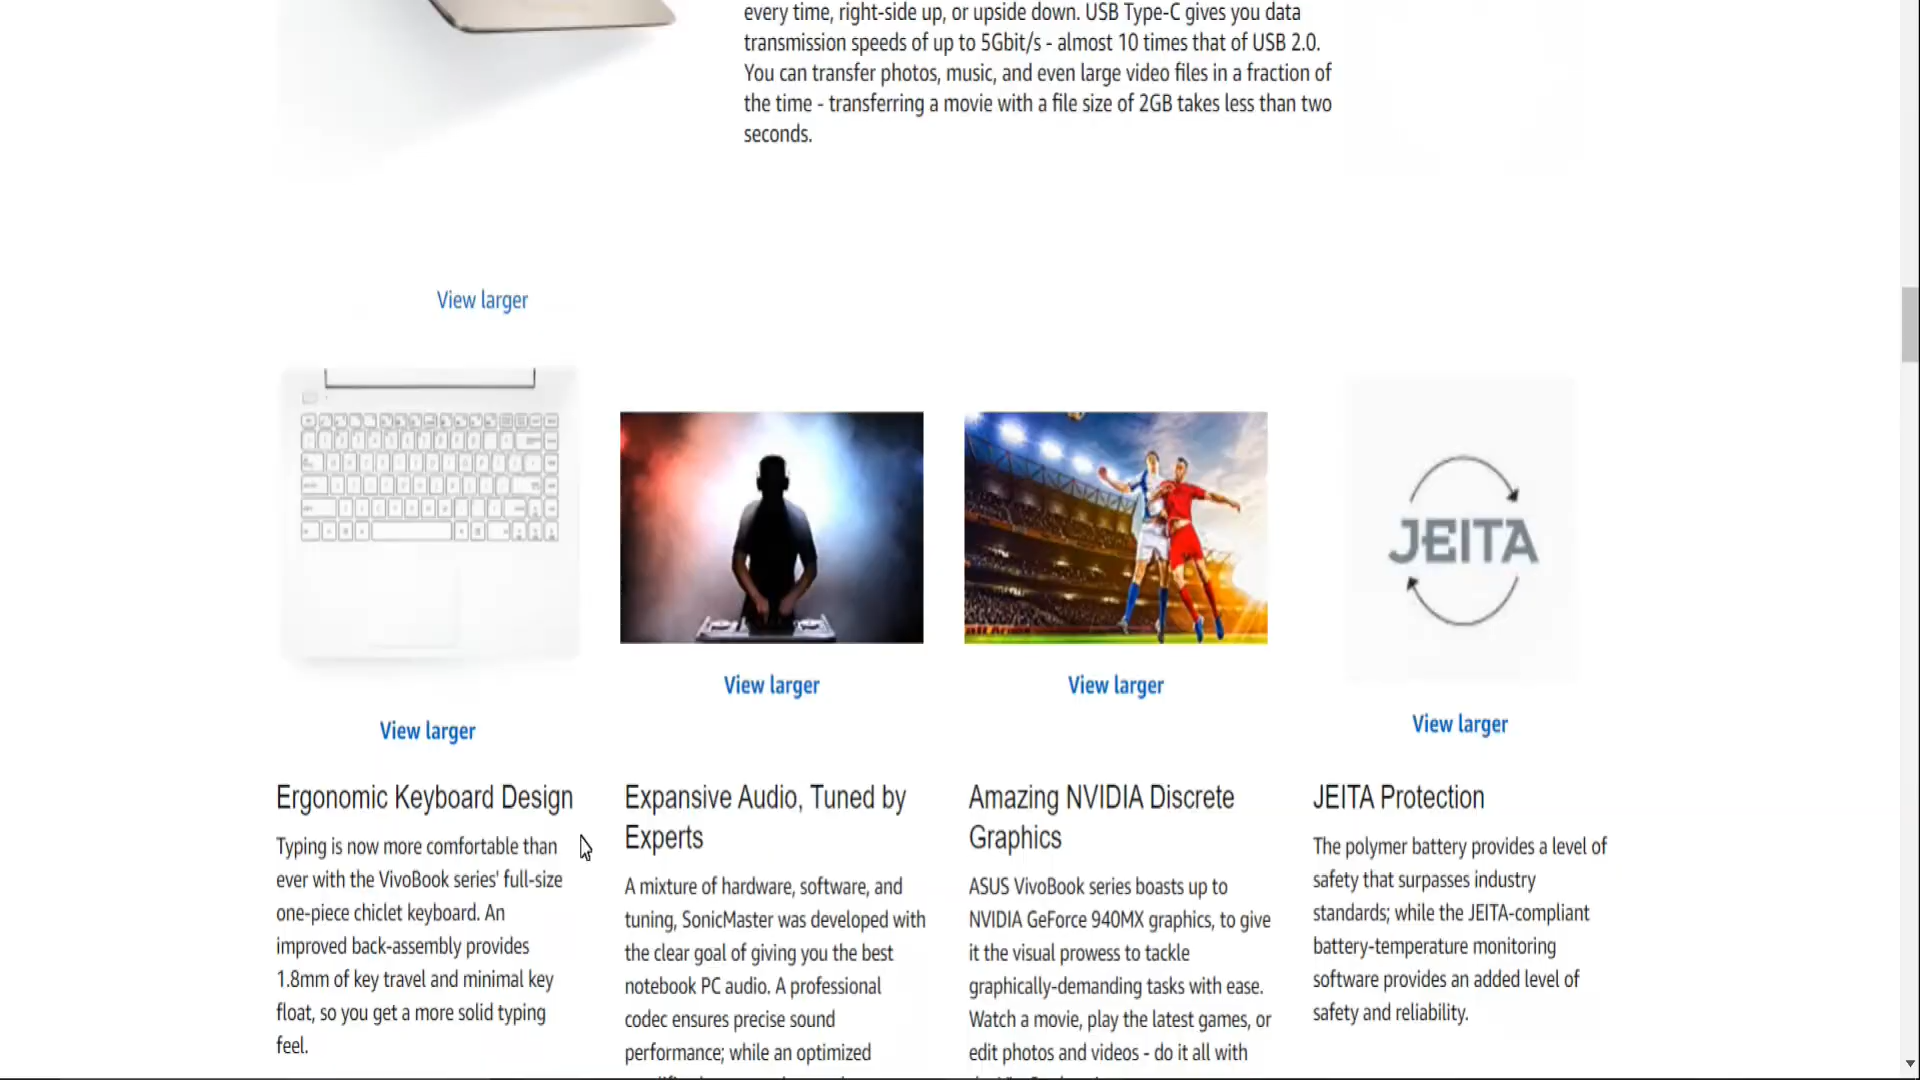 every time, right-side up, or upside down. USB Type-C gives you data
transmission speeds of up to 5Gbit/s - almost 10 times that of USB 2.0.
You can transfer photos, music, and even large video files in a fraction of
the time - transferring a movie with a file size of 2GB takes less than two
seconds.
View larger
JEITA
View larger
View larger
View larger
View larger
Ergonomic Keyboard Design
Typing is now more comfortable than
ever with the VivoBook series' full-size
one-piece chiclet keyboard. An
improved back-assembly provides
1.8mm of key travel and minimal key
float, so you get a more solid typing
feel.
Expansive Audio, Tuned by
Experts
A mixture of hardware, software, and
tuning, SonicMaster was developed with
the clear goal of giving you the best
notebook PC audio. A professional
codec ensures precise sound
performance; while an optimized
Amazing NVIDIA Discrete
Graphics
ASUS VivoBook series boasts up to
NVIDIA GeForce 940MX graphics, to give
it the visual prowess to tackle
graphically-demanding tasks with ease.
Watch a movie, play the latest games, or
edit photos and videos - do it all with
JEITA Protection
The polymer battery provides a level of
safety that surpasses industry
standards; while the JEITA-compliant
battery-temperature monitoring
software provides an added level of
safety and reliability.